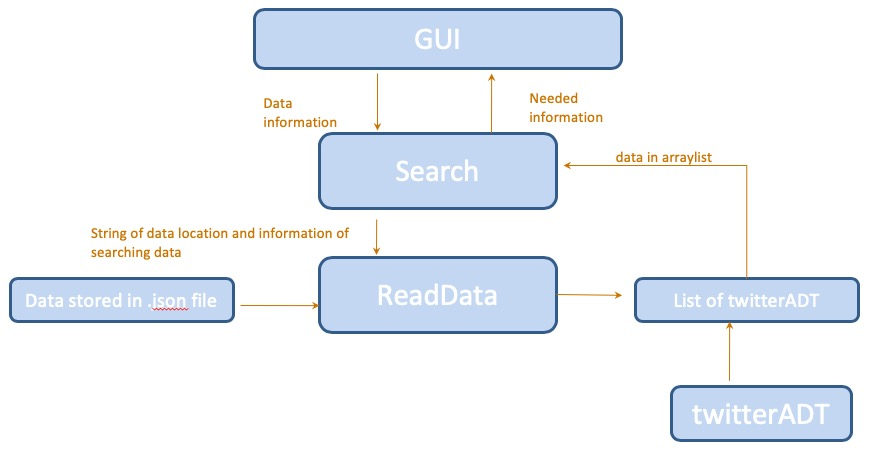 GUI
Data
information
Needed
information
Search
data in arraylist
String of data location and information of
searching data
Data stored in .json file
ReadData
List of twitterADT
twitterADT